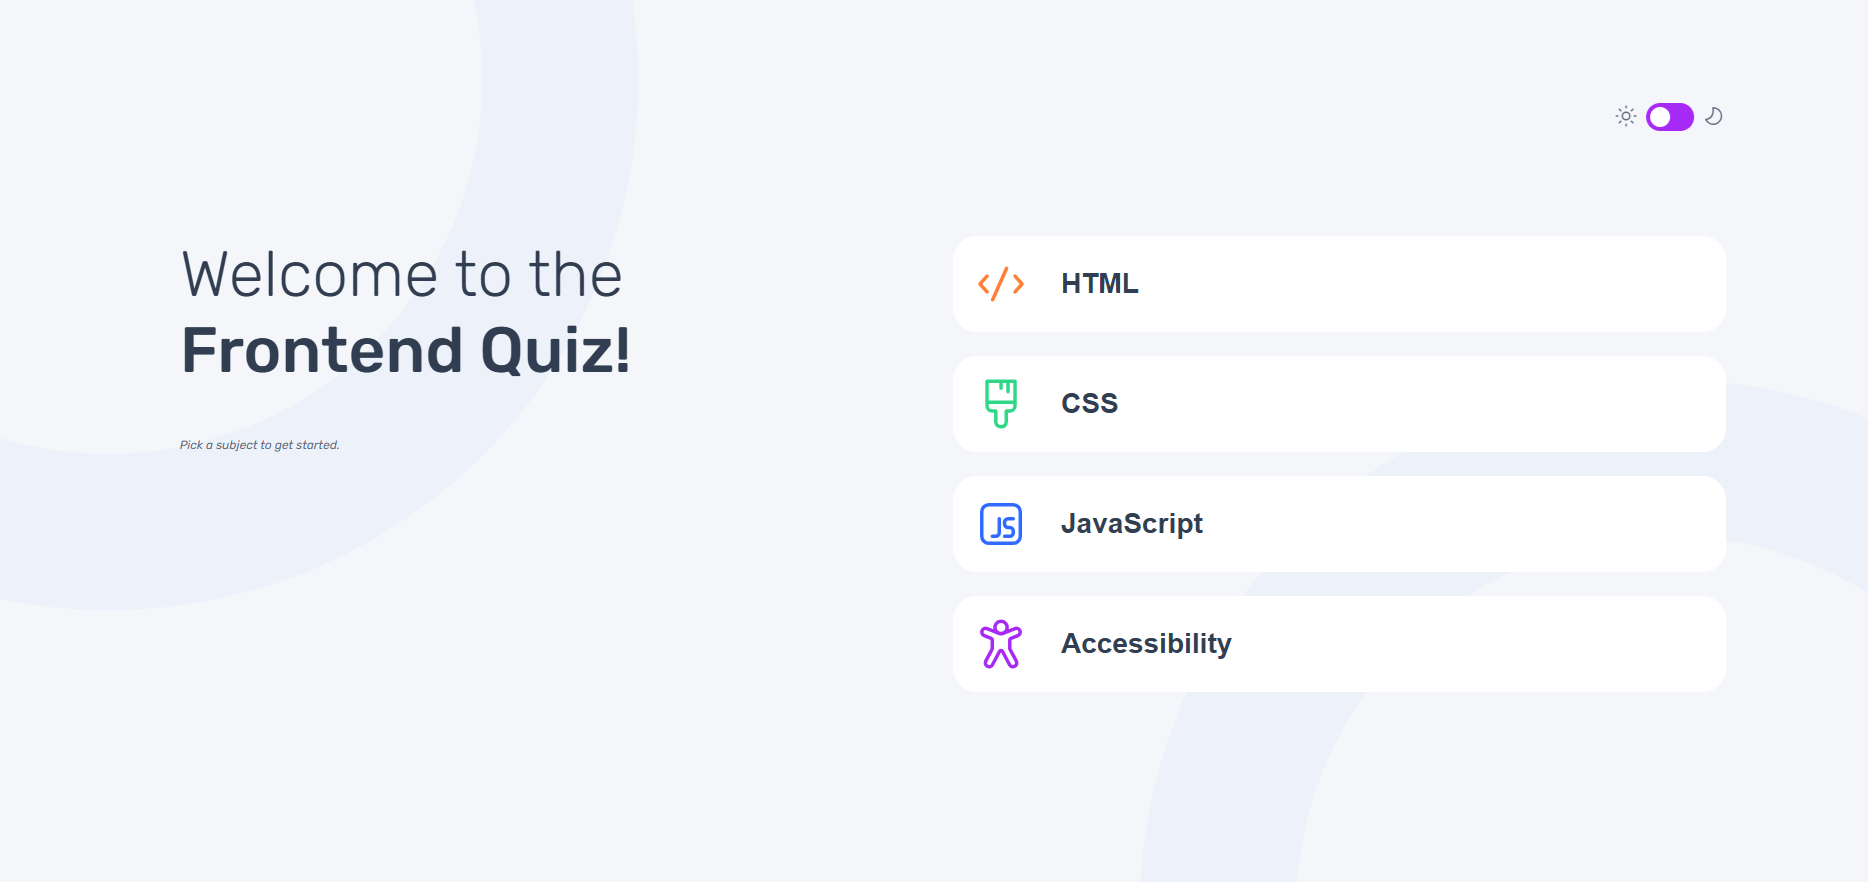 Welcome to the
Frontend Quiz!
Pick a subject to get started.
HTML
CSS
JS JavaScript
Accessibility